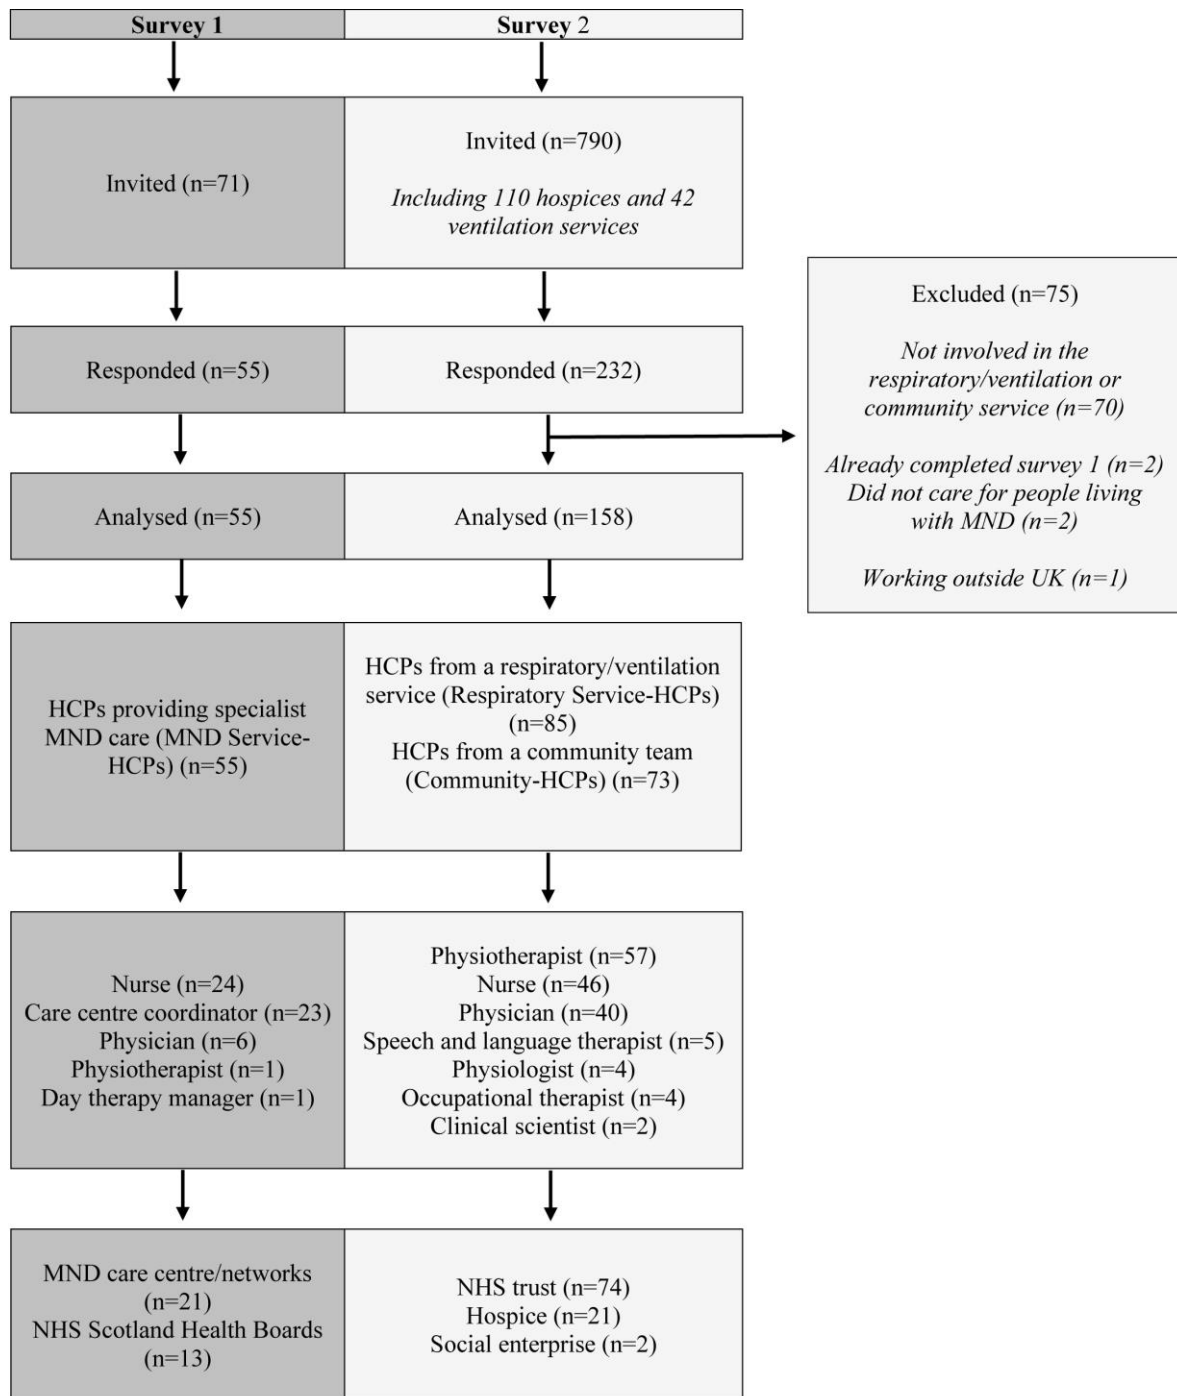 Survey 1
Survey 2
Invited (n=71)
Invited (n=790)
Including 110 hospices and 42
ventilation services
Responded (n=55)
Responded (n=232)
Excluded (n=75)
Not involved in the
respiratory/ventilation or
community service (n=70)
Already completed survey 1 (n=2)
Did not care for people living
with MND (n=2)
Working outside UK (n=1)
Analysed (n=55)
Analysed (n=158)
HCPs providing specialist
MND care (MND Service-
HCPs) (n=55)
HCPs from a respiratory/ventilation
service (Respiratory Service-HCPs)
(n=85)
HCPs from a community team
(Community-HCPs) (n=73)
Nurse (n=24)
Care centre coordinator (n=23)
Physician (n=6)
Physiotherapist (n=1)
Day therapy manager (n=1)
Physiotherapist (n=57)
Nurse (n=46)
Physician (n=40)
Speech and language therapist (n=5)
Physiologist (n=4)
Occupational therapist (n=4)
Clinical scientist (n=2)
MND care centre/networks
(n=21)
NHS Scotland Health Boards
(n=13)
NHS trust (n=74)
Hospice (n=21)
Social enterprise (n=2)